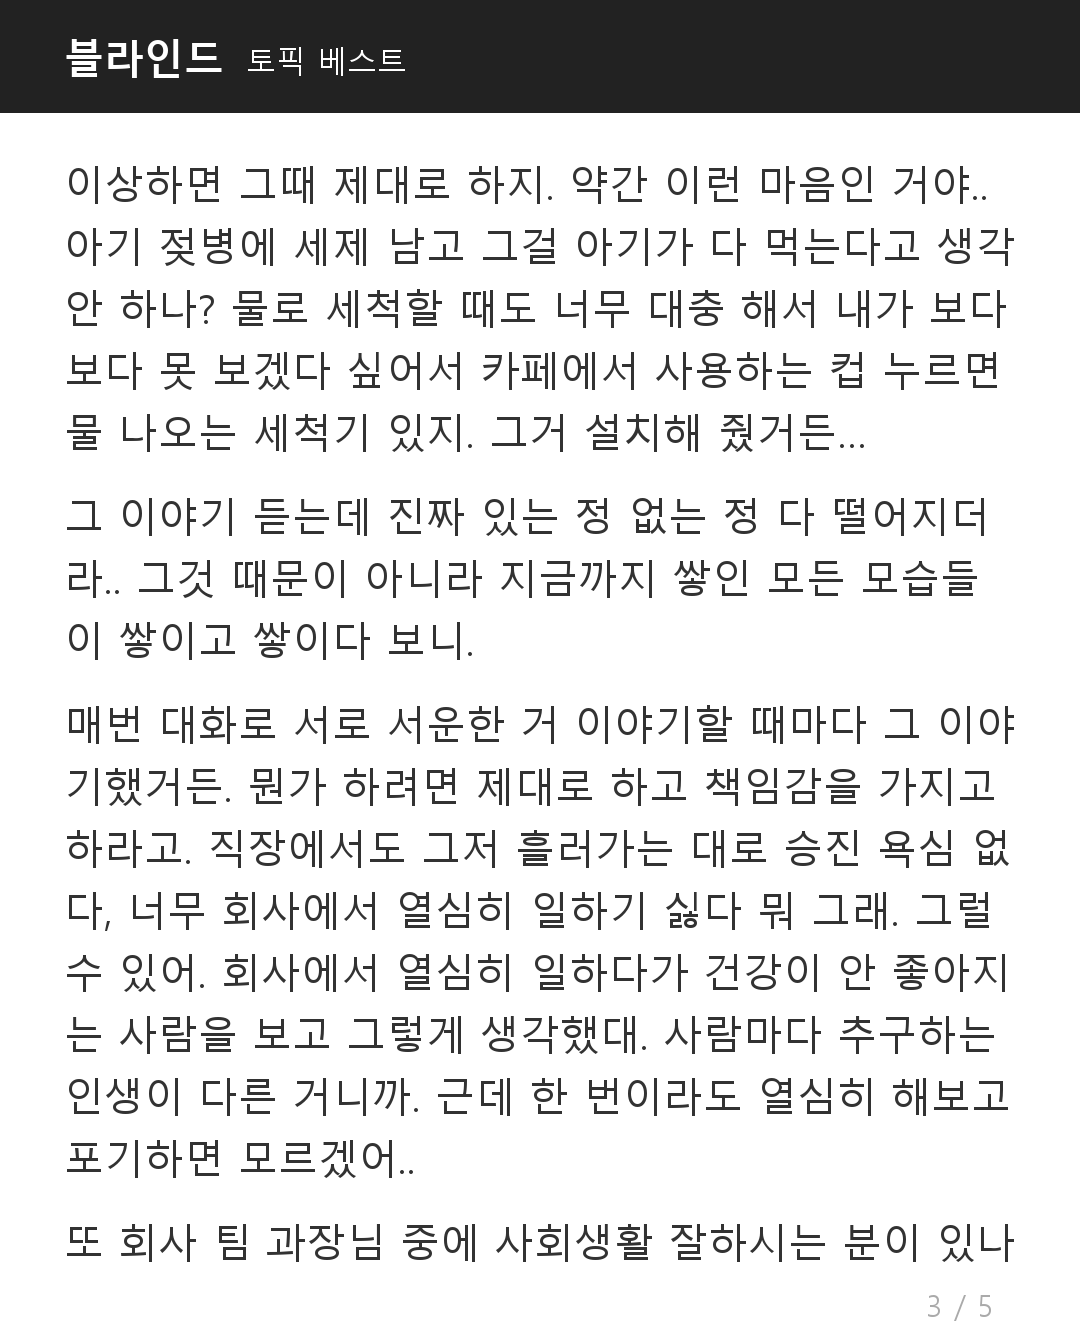 블라인드 토픽 베스트
이상하면 그때 제대로 하지. 약간 이런 마음인 거야..
아기 젖병에 세제 남고 그걸 아기가 다 먹는다고 생각
안 하나? 물로 세척할 때도 너무 대충 해서 내가 보다
보다 못 보겠다 싶어서 카페에서 사용하는 컵 누르면
물 나오는 세척기 있지. 그거 설치해 줬거든...
그 이야기 듣는데 진짜 있는 정 없는 정 다 떨어지더
라.. 그것 때문이 아니라 지금까지 쌓인 모든 모습들
이 쌓이고 쌓이다 보니.
매번 대화로 서로 서운한 거 이야기할 때마다 그 이야
기했거든. 뭔가 하려면 제대로 하고 책임감을 가지고
하라고. 직장에서도 그저 흘러가는 대로 승진 욕심 없
다, 너무 회사에서 열심히 일하기 싫다 뭐 그래. 그럴
수 있어. 회사에서 열심히 일하다가 건강이 안 좋아지
는 사람을 보고 그렇게 생각했대. 사람마다 추구하는
인생이 다른 거니까. 근데 한 번이라도 열심히 해보고
포기하면 모르겠어..
또 회사 팀 과장님 중에 사회생활 잘하시는 분이 있나
3 / 5